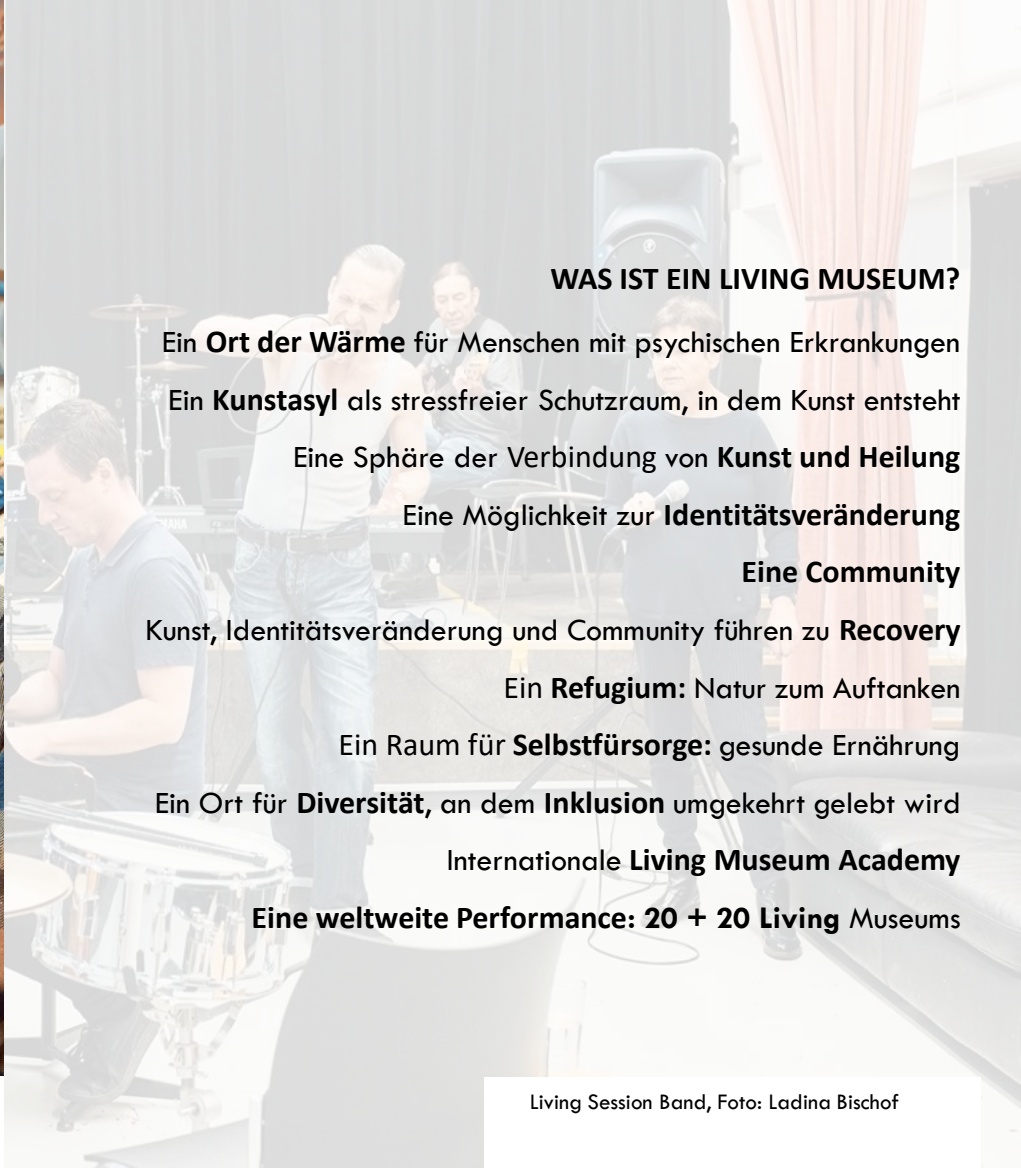 WAS IST EIN LIVING MUSEUM?
Ein Ort der Wärme für Menschen mit psychischen Erkrankungen
Ein Kunstasyl als stressfreier Schutzraum, in dem Kunst entsteht
Eine Sphäre der Verbindung von Kunst und Heilung
Eine Möglichkeit zur Identitätsveränderung
Eine Community
Kunst, Identitätsveränderung und Community führen zu Recovery
Ein Refugium: Natur zum Auftanken
Ein Raum für Selbstfürsorge: gesunde Ernährung
Ein Ort für Diversität, an dem Inklusion umgekehrt gelebt wird
Internationale Living Museum Academy
Eine weltweite Performance: 20 + 20 Living Museums
YAMAHA
Living Session Band, Foto: Ladina Bischof